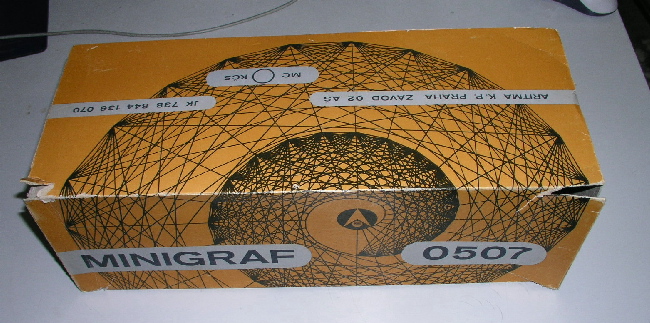 MC KČS
JK 738 644 136 070
ARITMA K.P. PRAHA ZÁVOD 02 AŠ
MINIGRAF 0507